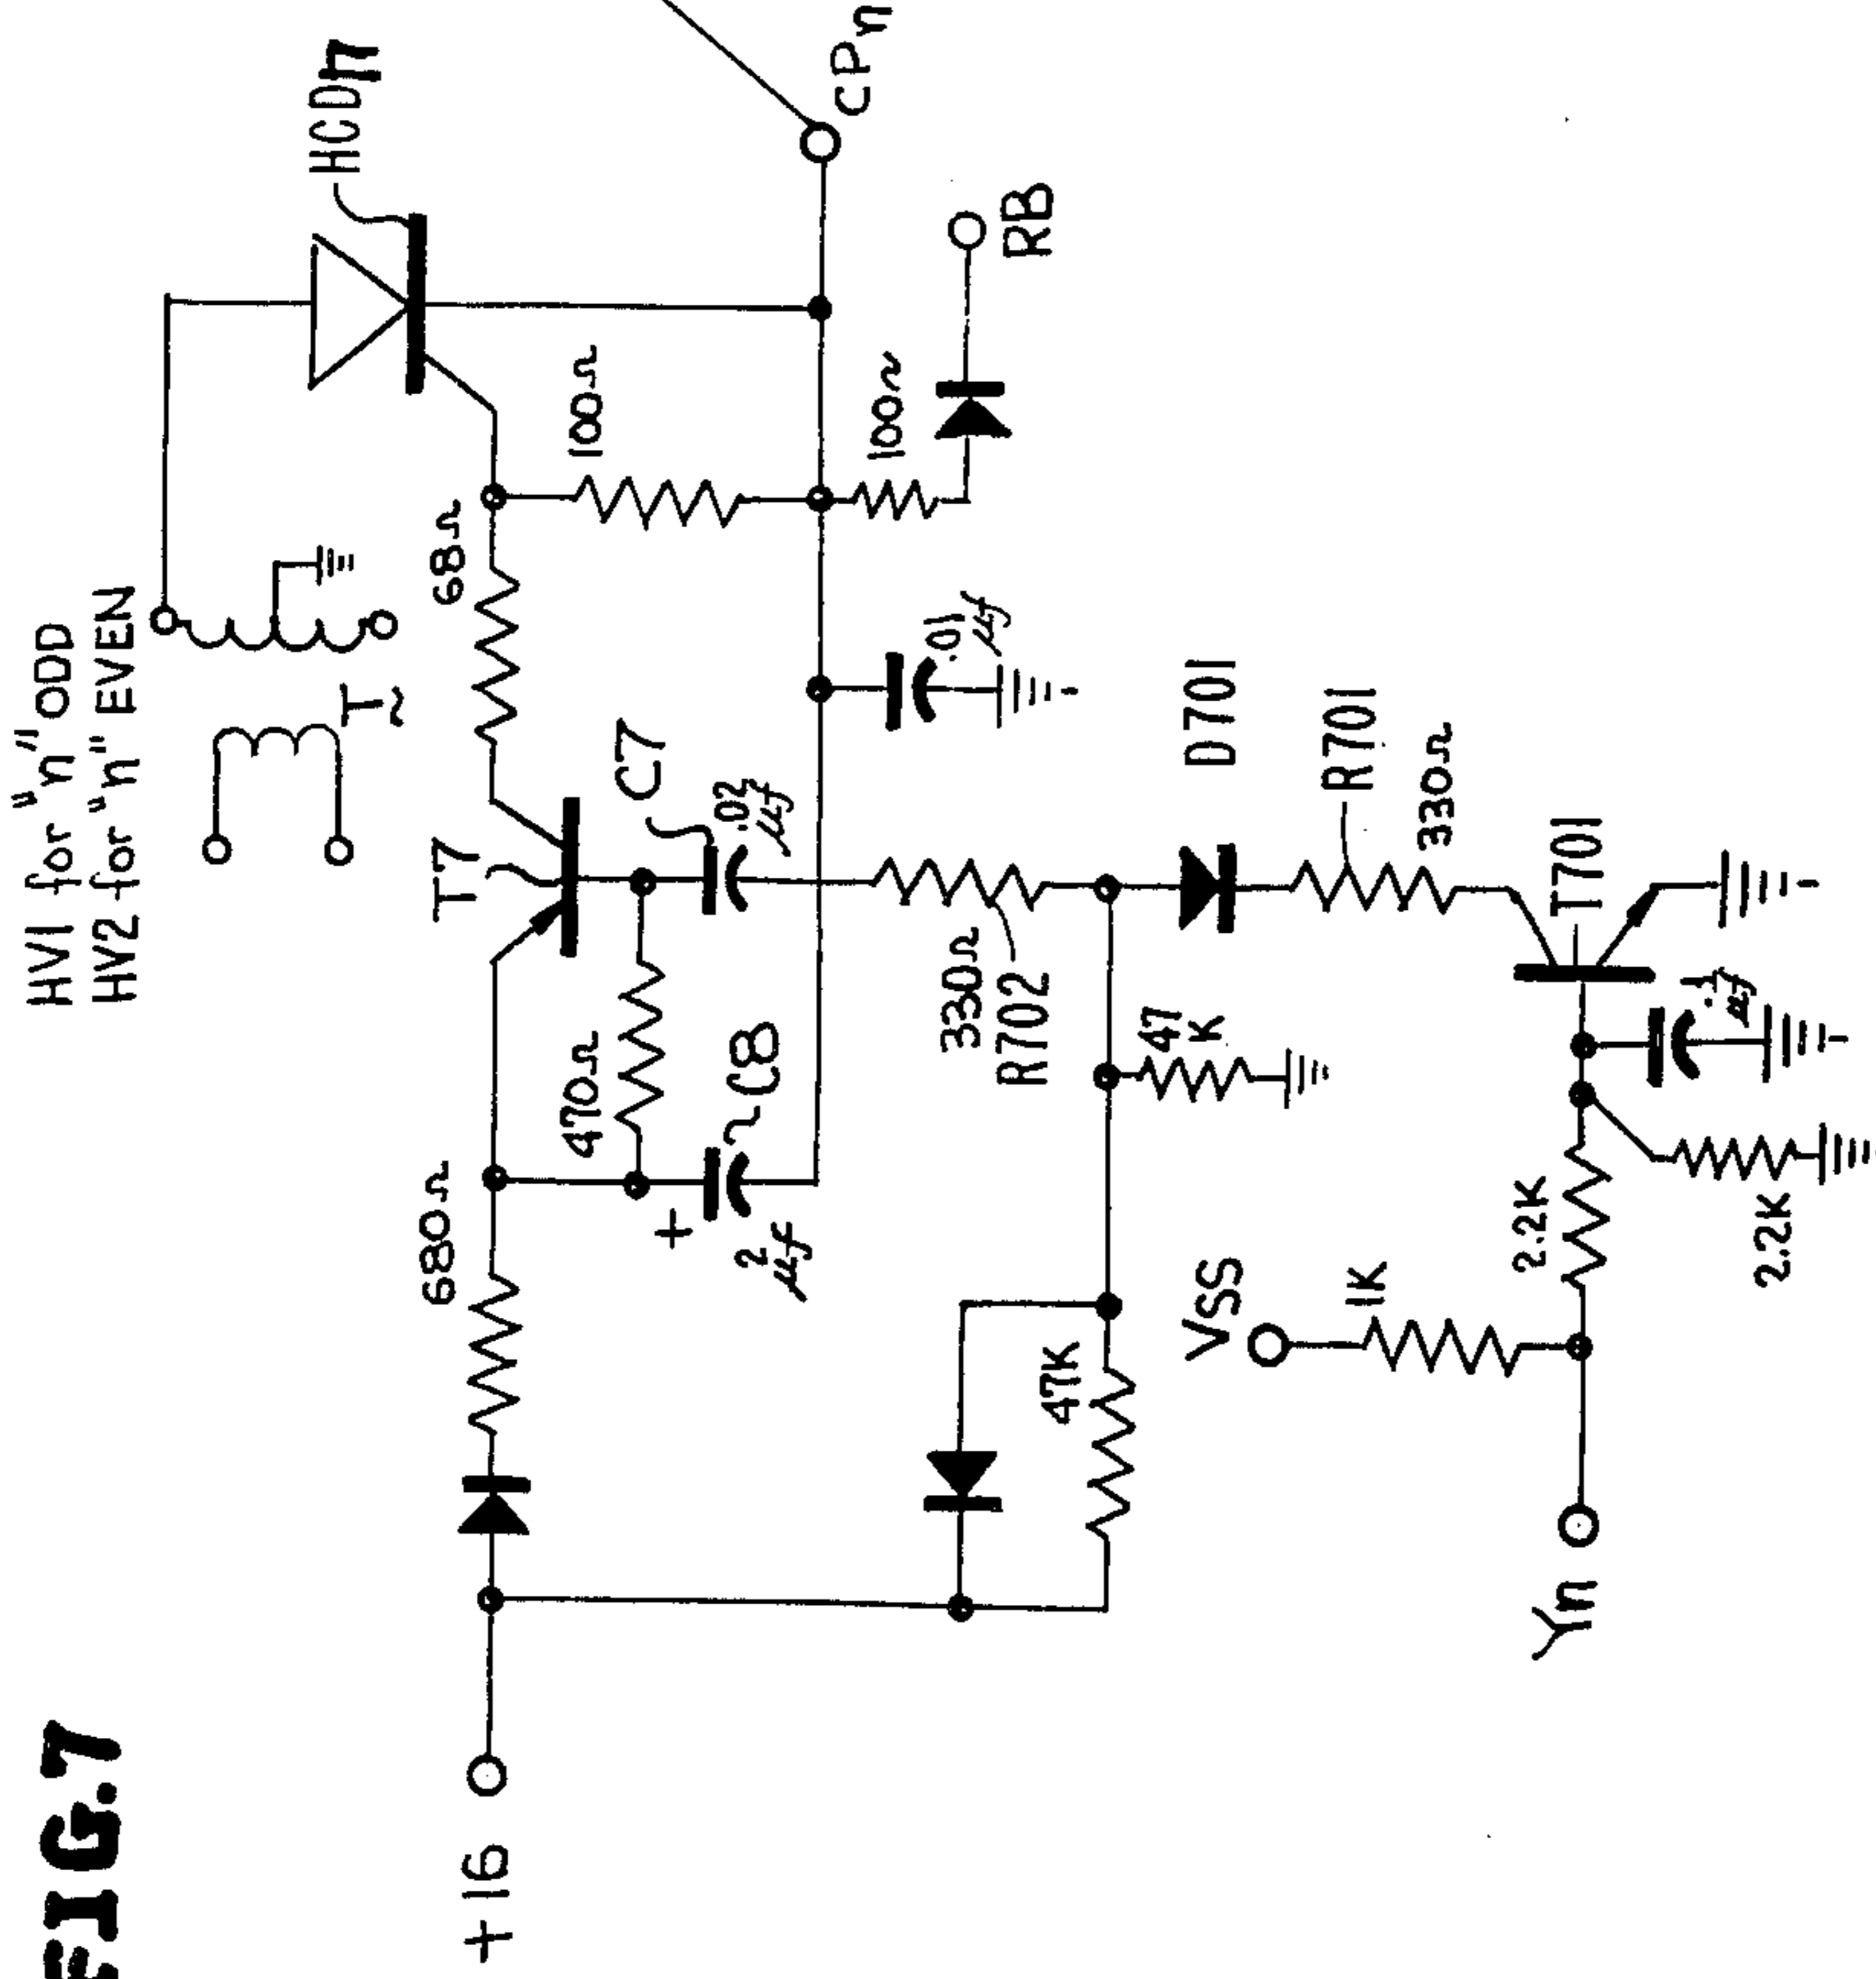 FIG.7
HV1 for "n" ODD
HV2 for "n" EVEN
T~
HCDn
+16
680Ω
T7
68Ω
470Ω
C7
.02
µf
100Ω
CPn
+
C8
2
µf
.01
µf
100~
RB
47K
330Ω
R702
D701
47
K
R701
330Ω
VSS
1K
T701
Yn
2.2K
.1
µf
2.2K